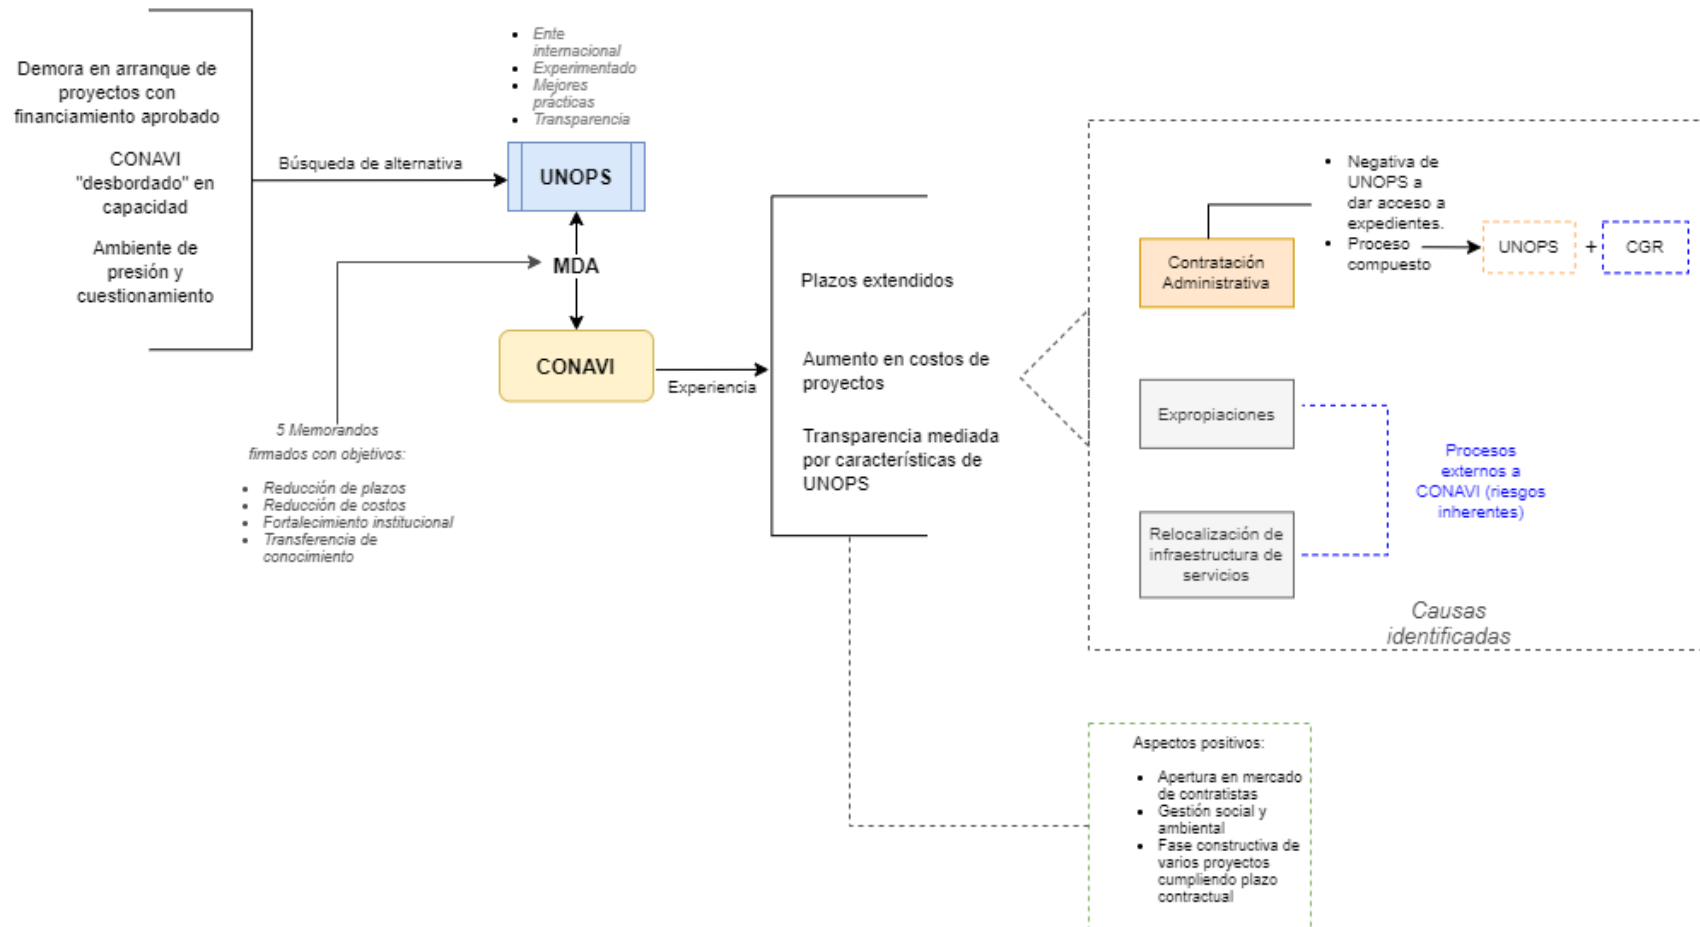 Demora en arranque de
proyectos con
financiamiento aprobado
CONAVI
"desbordado" en
capacidad
Ambiente de
presión y
cuestionamiento
Búsqueda de alternativa
• Ente
internacional
• Experimentado
• Mejores
prácticas
• Transparencia
UNOPS
MDA
CONAVI
5 Memorandos
firmados con objetivos:
• Reducción de plazos
• Reducción de costos
• Fortalecimiento institucional
• Transferencia de
conocimiento
Experiencia
Plazos extendidos
Aumento en costos de
proyectos
Transparencia mediada
por características de
UNOPS
Contratación
Administrativa
• Negativa de
UNOPS a
dar acceso a
expedientes.
• Proceso
compuesto
UNOPS
+
CGR
Expropiaciones
Relocalización de
infraestructura de
servicios
Procesos
externos a
CONAVI (riesgos
inherentes)
Causas
identificadas
Aspectos positivos:
• Apertura en mercado
de contratistas
• Gestión social y
ambiental
• Fase constructiva de
varios proyectos
cumpliendo plazo
contractual